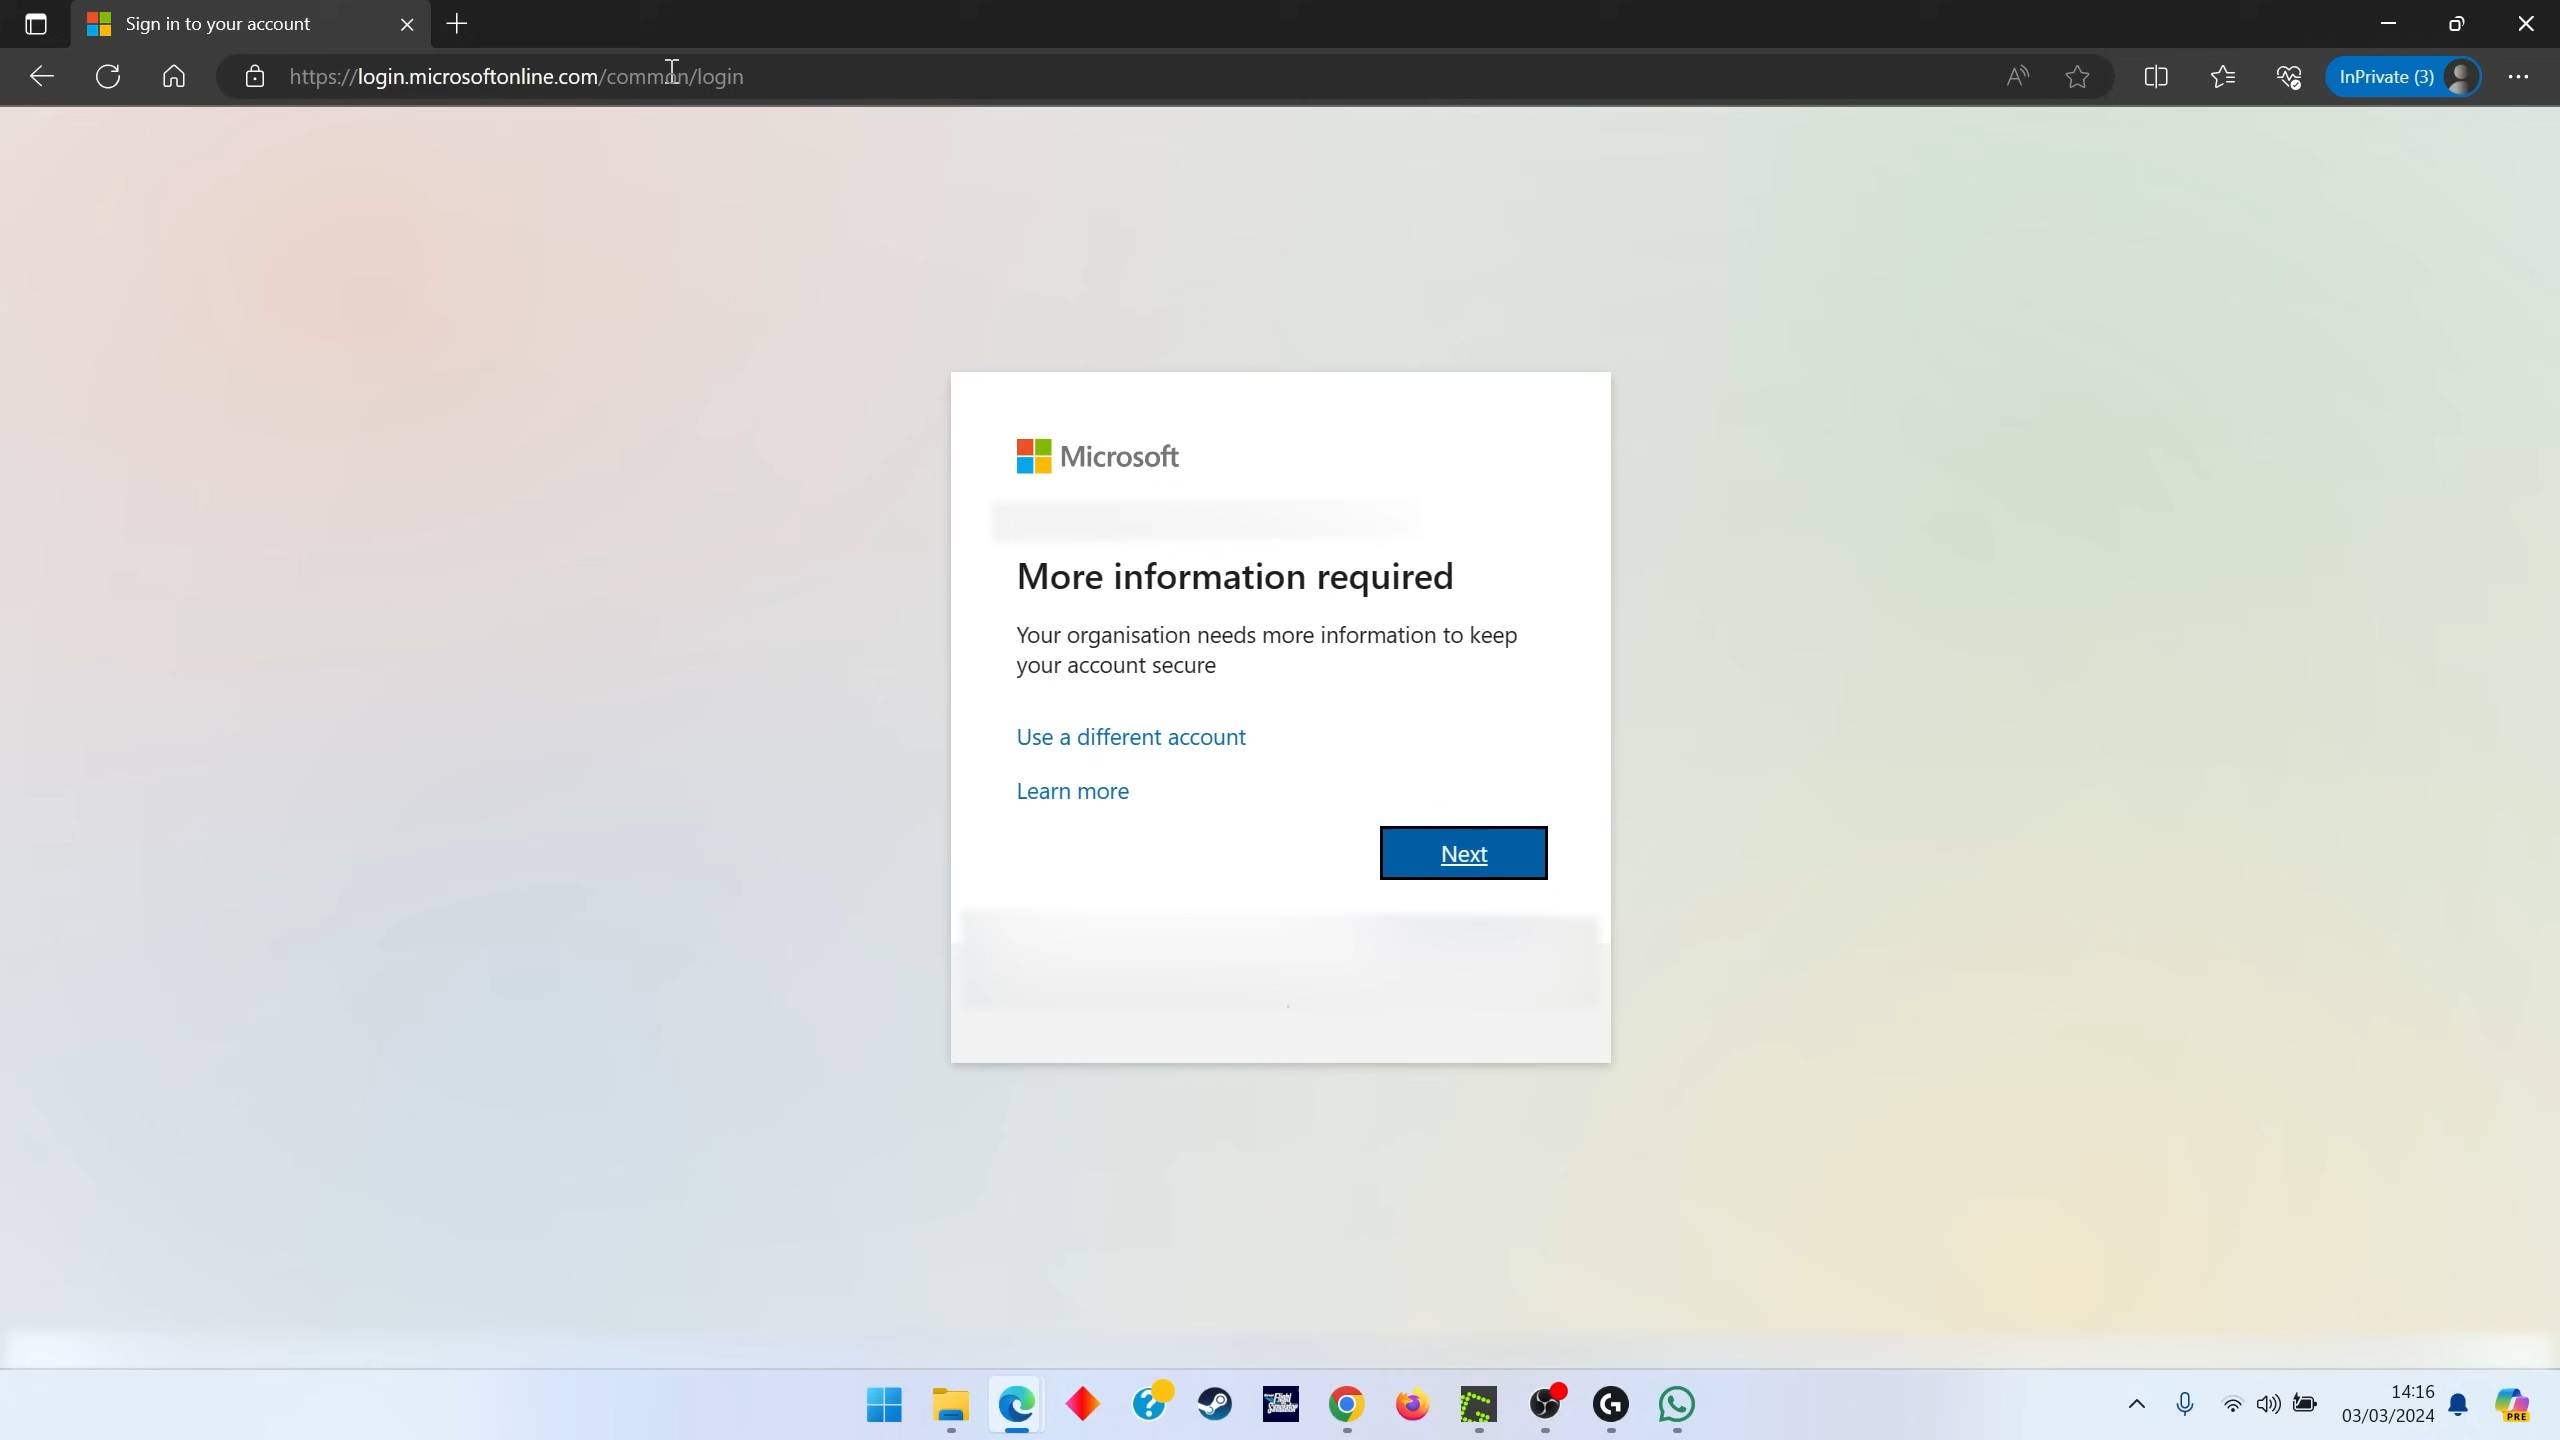 Sign in to your account
https://login.microsoftonline.com/common/login
InPrivate (3)
Microsoft
More information required
Your organisation needs more information to keep
your account secure
Use a different account
Learn more
Next
14:16
03/03/2024
PRE